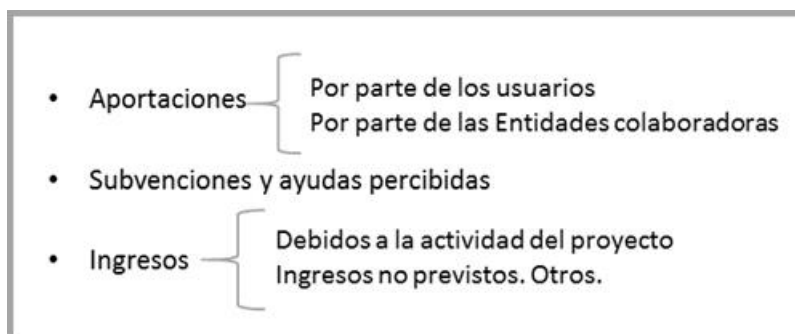 • Aportaciones
Por parte de los usuarios
Por parte de las Entidades colaboradoras
• Subvenciones y ayudas percibidas
• Ingresos
Debidos a la actividad del proyecto
Ingresos no previstos. Otros.